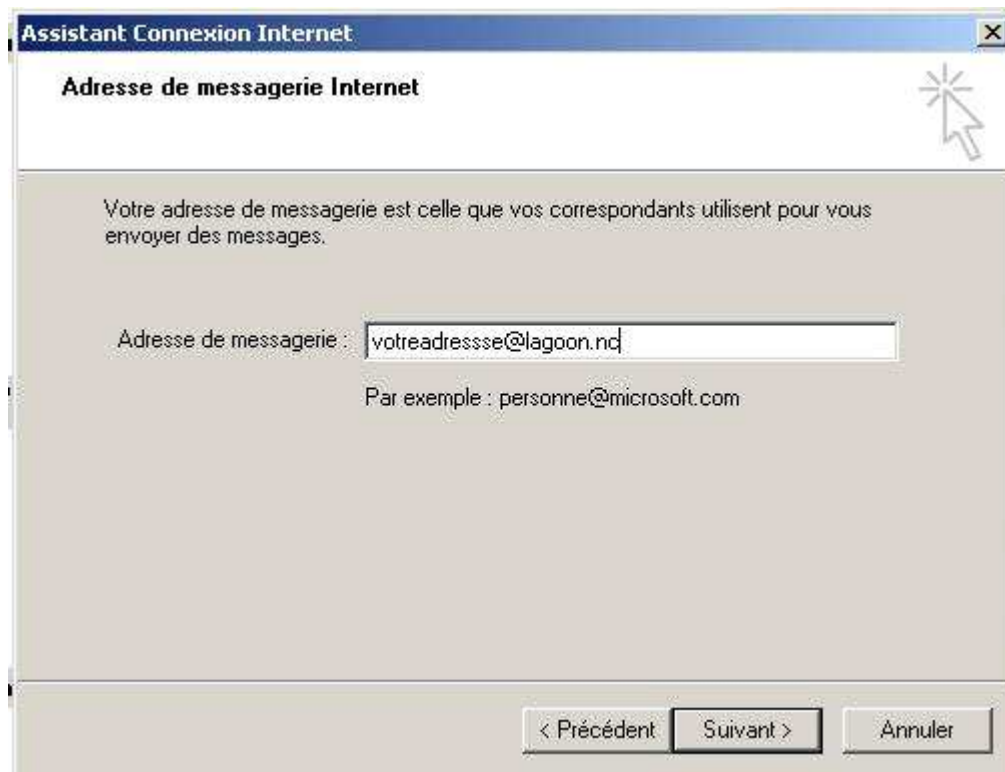 Assistant Connexion Internet
Adresse de messagerie Internet
Votre adresse de messagerie est celle que vos correspondants utilisent pour vous
envoyer des messages.
Adresse de messagerie : votreadressse@lagoon.nc
Par exemple : personne@microsoft.com
< Précédent Suivant > Annuler